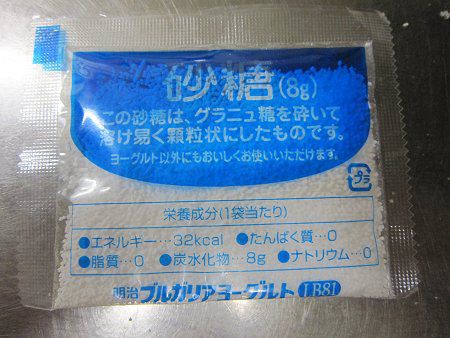 砂糖(8g)
この砂糖は、グラニュ糖を砕いて
溶け易く顆粒状にしたものです。
ヨーグルト以外にもおいしくお使いいただけます。
プラ
栄養成分(1袋当たり)
●エネルギー…32kcal ●たんぱく質…0
●脂質…0 ●炭水化物…8g ●ナトリウム…0
明治 ブルガリアヨーグルト LB81